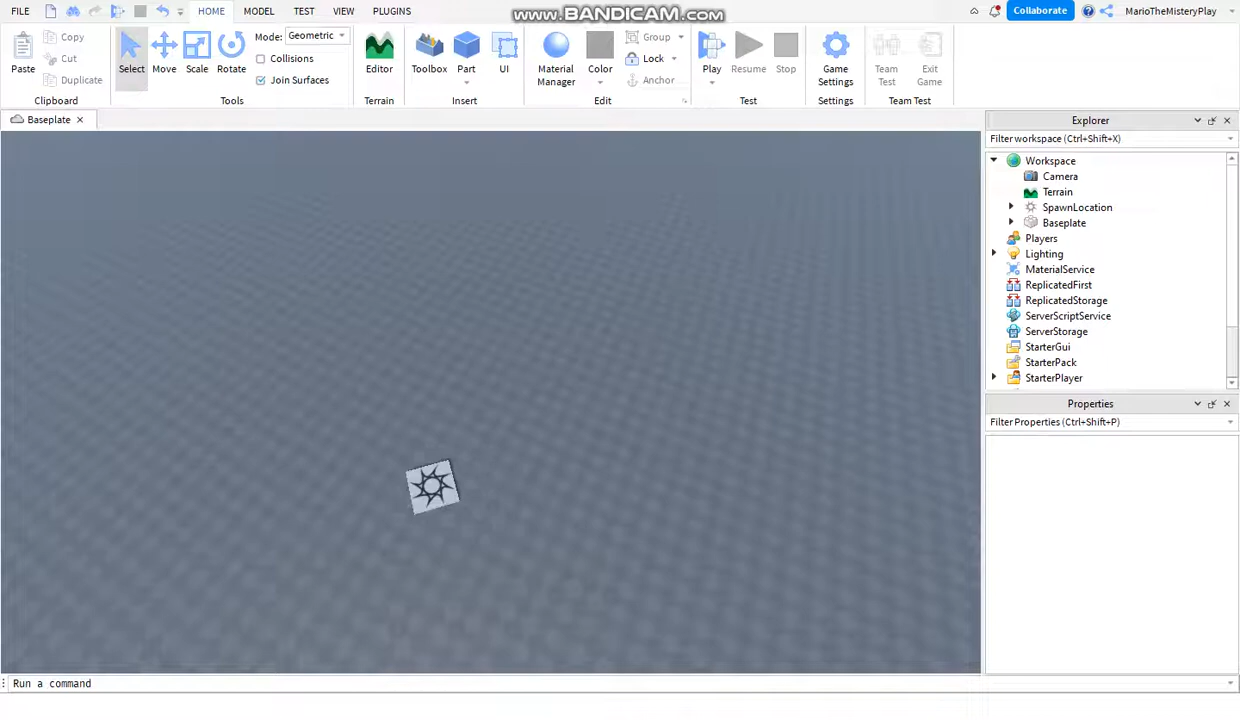 FILE HOME MODEL TEST VIEW PLUGINS www.BANDICAM.com Collaborate MarioTheMisteryPlay
Paste Copy Cut Duplicate
Select Move Scale Rotate
Mode: Geometric
Collisions
Join Surfaces
Editor Toolbox Part UI
Material Manager Color
Group Lock Anchor
Play Resume Stop
Game Settings
Team Test Exit Game
Clipboard Tools Terrain Insert Edit Test Settings Team Test
Baseplate
Explorer
Filter workspace (Ctrl+Shift+X)
Workspace
Camera
Terrain
SpawnLocation
Baseplate
Players
Lighting
MaterialService
ReplicatedFirst
ReplicatedStorage
ServerScriptService
ServerStorage
StarterGui
StarterPack
StarterPlayer
Properties
Filter Properties (Ctrl+Shift+P)
Run a command